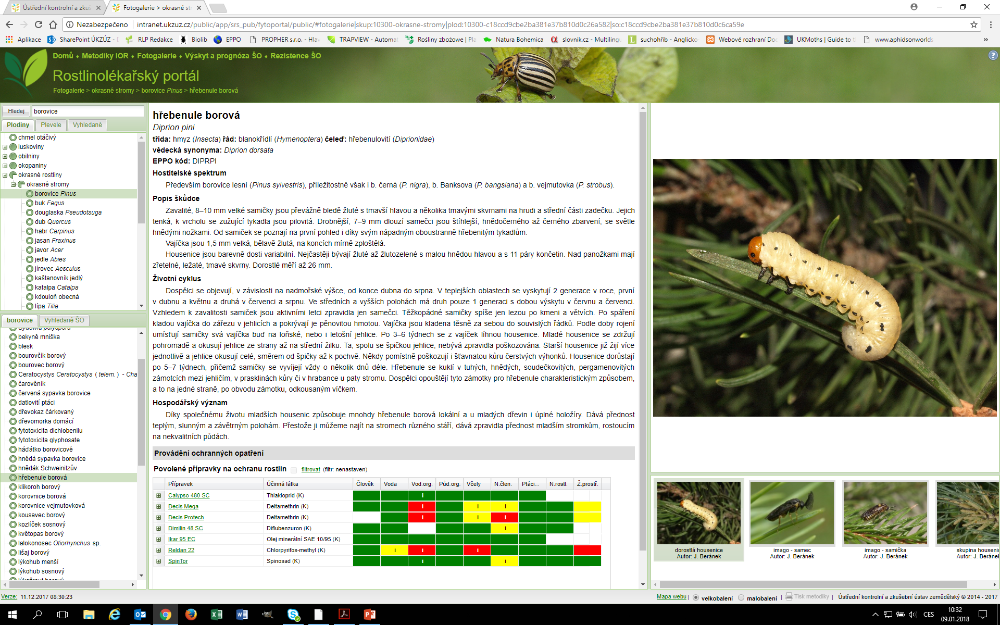 Ústřední kontrolní a zkuš
Fotogalerie > okrasné str
Nezabezpečeno
intranet.ukzuz.cz/public/app/srs_pub/fytoportal/public/#fotogalerie|skup:10300-okrasne-stromy|plod:10300-c18ccd9cbe2ba381e37b810d0c26a582|so:c18ccd9cbe2ba381e37b810d0c6ca59e
Aplikace SharePoint ÚKZÚZ - RLP Redakce Biolib EPPO PROPHER s.r.o. - Hlav TRAPVIEW - Automat Rośliny zbożowe | Pla Natura Bohemica slovnik.cz - Multiling suchohřib - Anglicko- Webové rozhraní Doc UKMoths | Guide to t www.aphidsonworlds »
Domů ♦ Metodiky IOR ♦ Fotogalerie ♦ Výskyt a prognóza ŠO ♦ Rezistence ŠO
Rostlinolékařský portál
Fotogalerie > okrasné stromy > borovice Pinus > hřebenule borová
Hledej borovice
Plodiny Plevele Vyhledané
chmel otáčivý
luskoviny
obilniny
okopaniny
okrasné rostliny
okrasné stromy
borovice Pinus
buk Fagus
douglaska Pseudotsuga
dub Quercus
habr Carpinus
jasan Fraxinus
javor Acer
jedle Abies
jírovec Aesculus
kaštanovník jedlý
katalpa Catalpa
kdouloň obecná
lípa Tilia
borovice Vyhledané ŠO
bekyně mniška
blesk
bourovčík borový
bourovec borový
Ceratocystys Ceratocystys ( telem. ) - Cha
čarověník
červená sypavka borovice
datlovití ptáci
dřevokaz čárkovaný
dřevomorka domácí
fytotoxicita dichlobenilu
fytotoxicita glyphosate
háďátko borovicové
hnědá sypavka borovice
hnědák Schweinitzův
hřebenule borová
klikoroh borový
korovnice borová
korovnice vejmutovková
kousavec borový
kozlíček sosnový
květopas borový
lalokonosec Otiorhynchus sp.
lišaj borový
lýkohub menší
lýkohub sosnový
lýkožrout borový
hřebenule borová
Diprion pini
třída: hmyz (Insecta) řád: blanokřídlí (Hymenoptera) čeleď: hřebenulovití (Diprionidae)
vědecká synonyma: Diprion dorsata
EPPO kód: DIPRPI
Hostitelské spektrum
Především borovice lesní (Pinus sylvestris), příležitostně však i b. černá (P. nigra), b. Banksova (P. bangsiana) a b. vejmutovka (P. strobus).
Popis škůdce
Zavalité, 8–10 mm velké samičky jsou převážně bledě žluté s tmavší hlavou a několika tmavými skvrnami na hrudi a střední části zadečku. Jejich
tenká, k vrcholu se zužující tykadla jsou pilovitá. Drobnější, 7–9 mm dlouzí samečci jsou štíhlejší, hnědočerného až černého zbarvení, se světle
hnědými nožkami. Od samiček se poznají na první pohled i díky svým nápadným oboustranně hřebenitým tykadlům.
Vajíčka jsou 1,5 mm velká, bělavě žlutá, na koncích mírně zploštělá.
Housenice jsou barevně dosti variabilní. Nejčastěji bývají žluté až žlutozelené s malou hnědou hlavou a s 11 páry končetin. Nad panožkami mají
zřetelné, ležaté, tmavé skvrny. Dorostlé měří až 26 mm.
Životní cyklus
Dospělci se objevují, v závislosti na nadmořské výšce, od konce dubna do srpna. V teplejších oblastech se vyskytují 2 generace v roce, první
v dubnu a květnu a druhá v červenci a srpnu. Ve středních a vyšších polohách má druh pouze 1 generaci s dobou výskytu v červnu a červenci.
Vzhledem k zavalitosti samiček jsou aktivními letci zpravidla jen samečci. Těžkopádné samičky spíše jen lezou po kmeni a větvích. Po spáření
kladou vajíčka do zářezu v jehlicích a pokrývají je pěnovitou hmotou. Vajíčka jsou kladena těsně za sebou do souvislých řádků. Podle doby rojení
umísťují samičky svá vajíčka buď na loňské, nebo i letošní jehlice. Po 3–6 týdnech se z vajíček líhnou housenice. Mladé housenice se zdržují
pohromadě a okusují jehlice ze strany až na střední žilku. Ta, spolu se špičkou jehlice, nebývá zpravidla poškozována. Starší housenice již žijí více
jednotlivě a jehlice okusují celé, směrem od špičky až k pochvě. Někdy pomístně poškozují i šťavnatou kůru čerstvých výhonků. Housenice dorůstají
po 5–7 týdnech, přičemž samičky se vyvíjejí vždy o několik dnů déle. Hřebenule se kuklí v tuhých, hnědých, soudečkovitých, pergamenovitých
zámotcích mezi jehličím, v prasklinách kůry či v hrabance u paty stromu. Dospělci opouštějí tyto zámotky pro hřebenule charakteristickým způsobem,
a to na jedné straně, po obvodu zámotku, odkousaným víčkem.
Hospodářský význam
Díky společnému životu mladších housenic způsobuje mnohdy hřebenule borová lokální a u mladých dřevin i úplné holožíry. Dává přednost
teplým, slunným a závětrným polohám. Přestože ji můžeme najít na stromech různého stáří, dává zpravidla přednost mladším stromkům, rostoucím
na nekvalitních půdách.
Provádění ochranných opatření
Povolené přípravky na ochranu rostlin filtrovat (filtr: nenastaven)
Přípravek Účinná látka Člověk Voda Vod.org. Půd.org. Včely N.člen. Ptáci... N.rostl. Ž.prostř.
Calypso 480 SC Thiakloprid (K) i
Decis Mega Deltamethrin (K) i i i
Decis Protech Deltamethrin (K) i i i
Dimilin 48 SC Diflubenzuron (K) i
Ikar 95 EC Olej minerální SAE 10/95 (K)
Reldan 22 Chlorpyrifos-methyl (K) i i i
SpinTor Spinosad (K) i i
dorostlá housenice
Autor: J. Beránek
imago - samec
Autor: J. Beránek
imago - samička
Autor: J. Beránek
skupina housenic
Autor: J. Beránek
Verze: 11.12.2017 08:30:23
Mapa webu | velkobalení malobalení | Tisk metodiky | Ústřední kontrolní a zkušební ústav zemědělský © 2014 - 2017
CES
10:32
09.01.2018